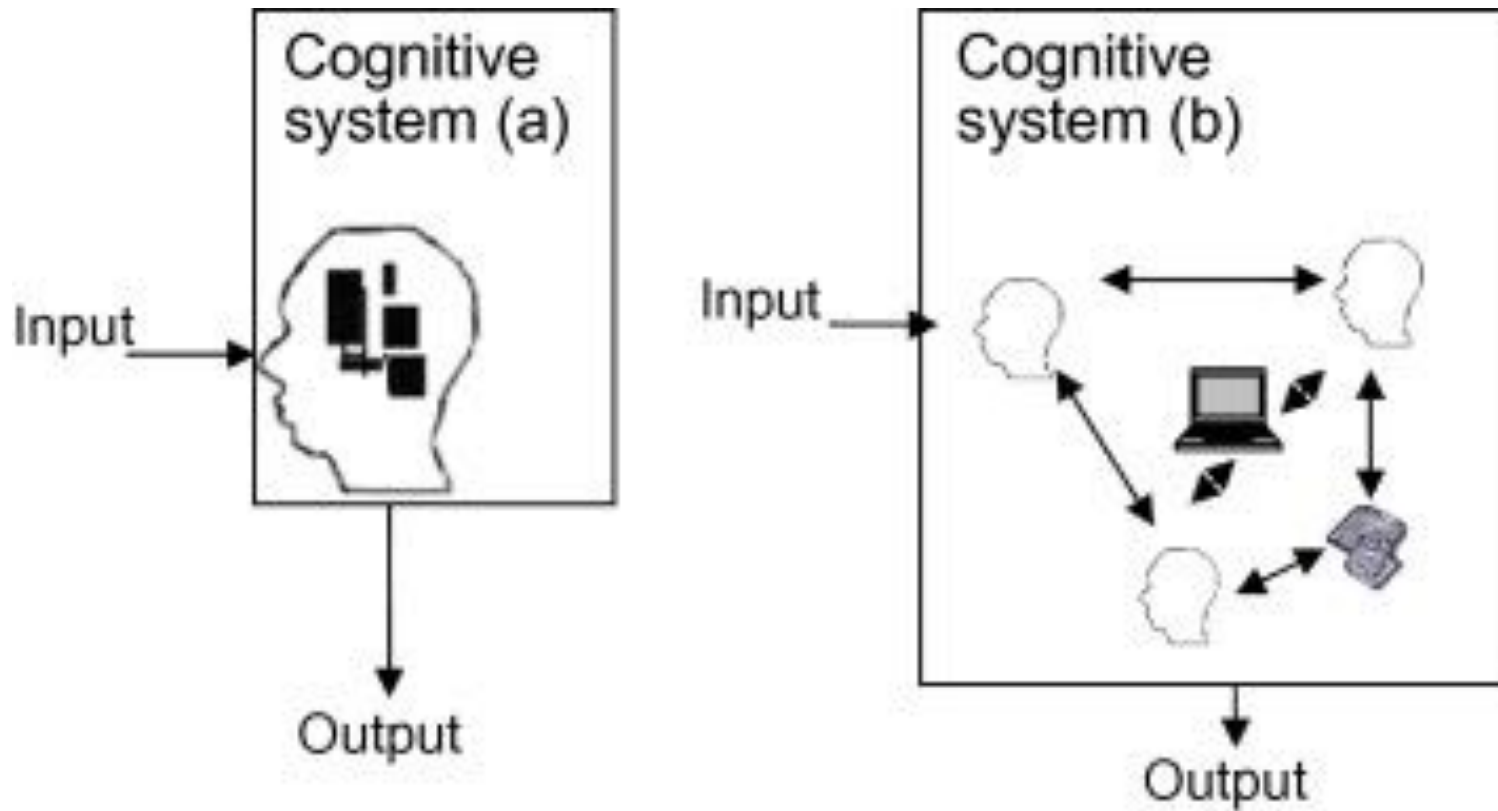 Cognitive
system (a)
Input
Output
Cognitive
system (b)
Input
Output